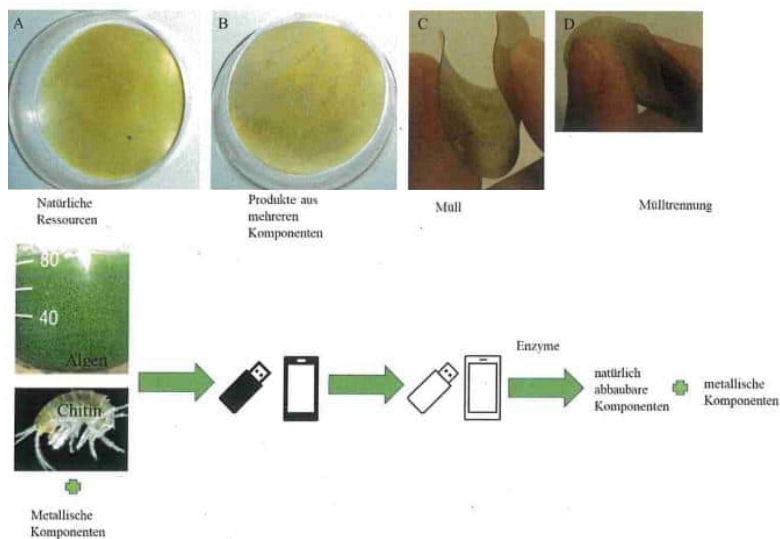 A
B
C
D
Natürliche
Ressourcen
Produkte aus
mehreren
Komponenten
Müll
Mülltrennung
80
40
Algen
Chitin
Metallische
Komponenten
Enzyme
natürlich
abbaubare
Komponenten
metallische
Komponenten